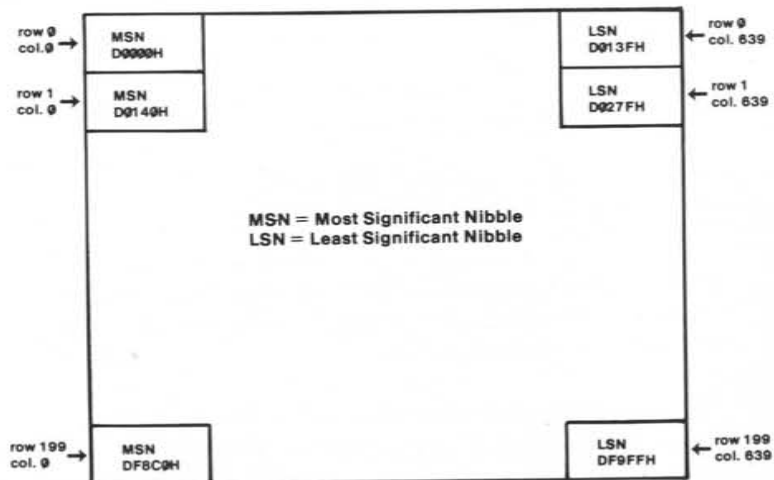 row 0
col.0
MSN
D0000H
LSN
D013FH
row 0
col. 639
row 1
col. 0
MSN
D0140H
LSN
D027FH
row 1
col. 639
MSN = Most Significant Nibble
LSN = Least Significant Nibble
row 199
col. 0
MSN
DF8C0H
LSN
DF9FFH
row 199
col. 639